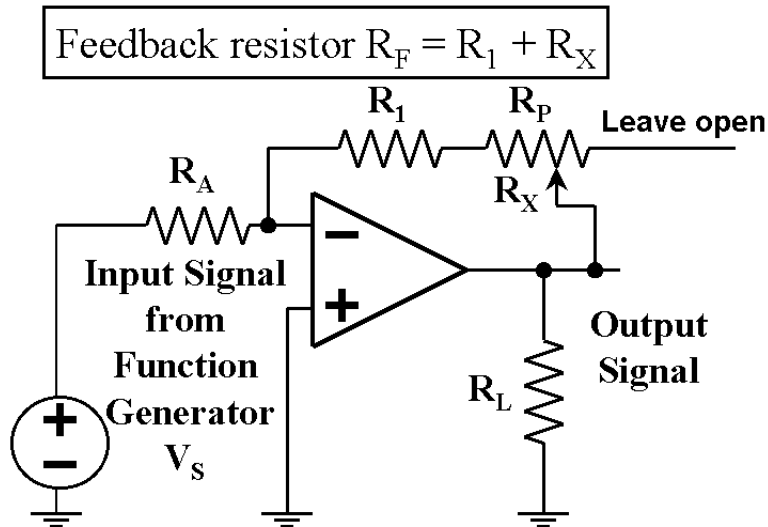 Feedback resistor R_F = R_1 + R_X
R_1
R_P
Leave open
R_A
R_X
−
+
Input Signal
from
Function
Generator
V_S
Output
Signal
R_L
+
−